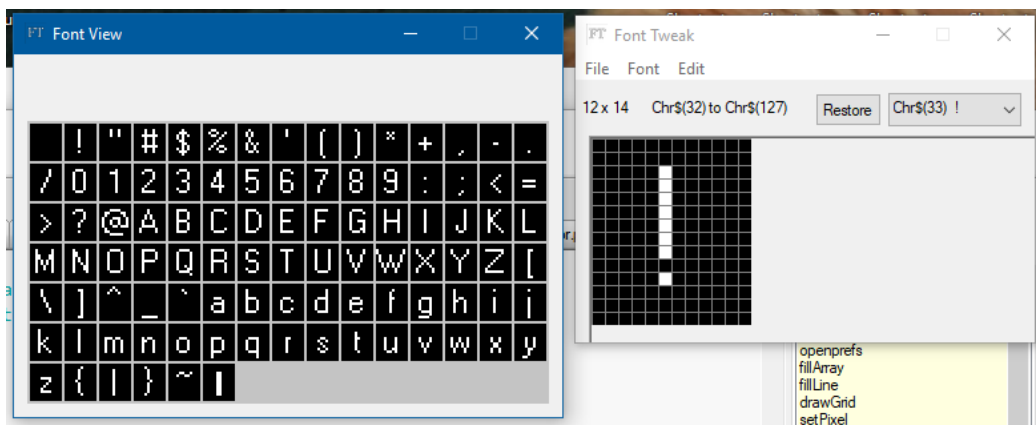 FT Font View
! " # $ % & ' ( ) * + , - .
/ 0 1 2 3 4 5 6 7 8 9 : ; < =
> ? @ A B C D E F G H I J K L
M N O P Q R S T U V W X Y Z [
\ ] ^ _ ` a b c d e f g h i j
k l m n o p q r s t u v w x y
z { | } ~
FT Font Tweak
File Font Edit
12 x 14 Chr$(32) to Chr$(127) Restore Chr$(33) !
openprefs
fillArray
fillLine
drawGrid
setPixel